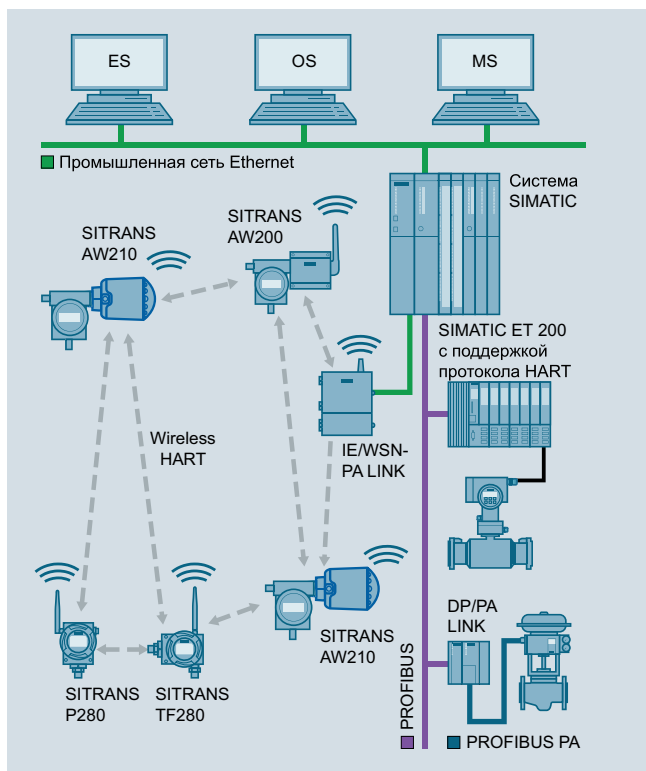 ES
OS
MS
Промышленная сеть Ethernet
Система
SIMATIC
SITRANS
AW210
SITRANS
AW200
SIMATIC ET 200
с поддержкой
протокола HART
Wireless
HART
IE/WSN-
PA LINK
SITRANS
P280
SITRANS
TF280
SITRANS
AW210
DP/PA
LINK
PROFIBUS
PROFIBUS PA